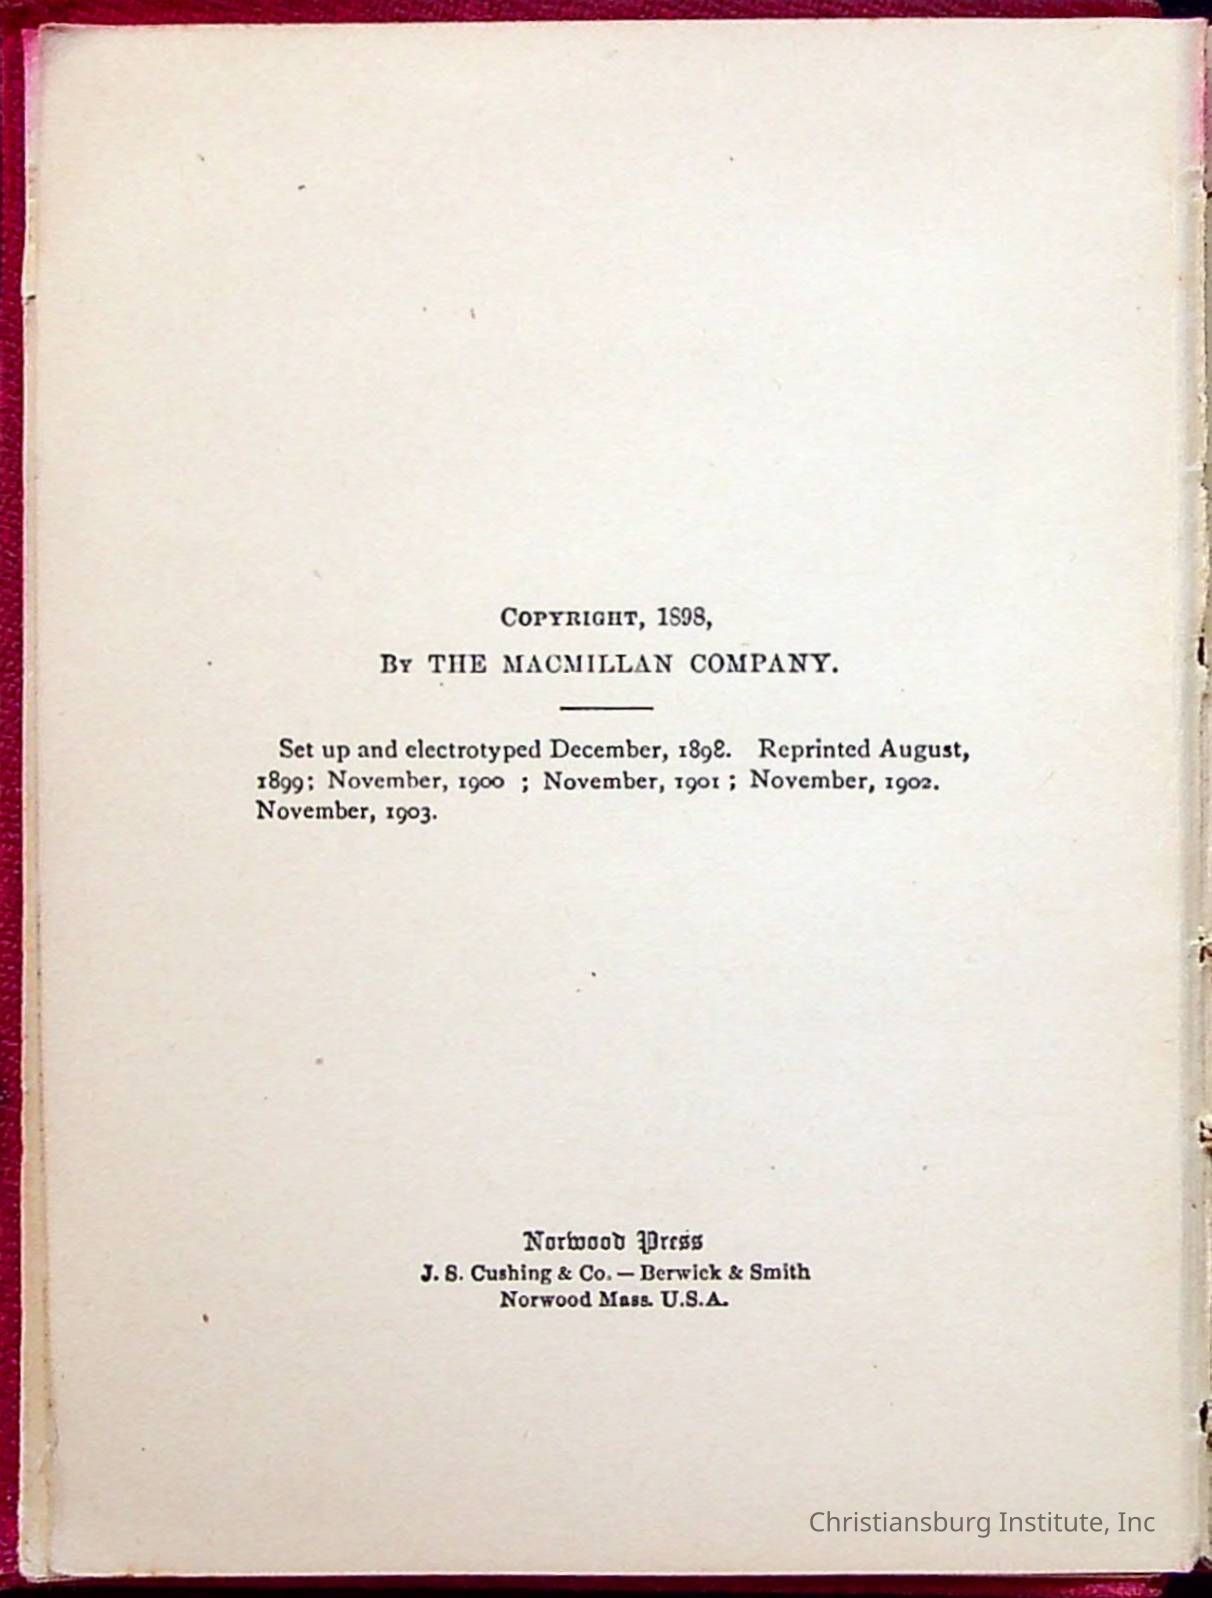 COPYRIGHT, 1898,
BY THE MACMILLAN COMPANY.
Set up and electrotyped December, 1898. Reprinted August,
1899; November, 1900 ; November, 1901 ; November, 1902.
November, 1903.
Norwood Press
J. S. Cushing & Co. — Berwick & Smith
Norwood Mass. U.S.A.
Christiansburg Institute, Inc